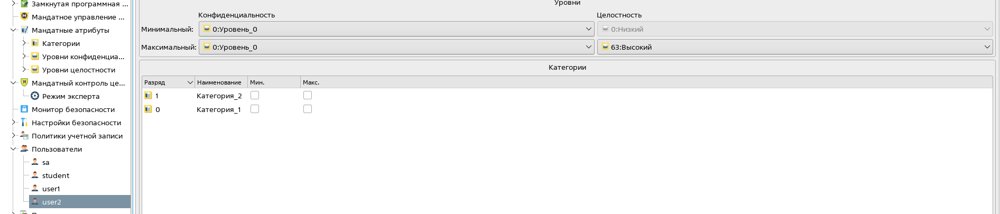 Замкнутая программная ...
Мандатное управление ...
Мандатные атрибуты
Категории
Уровни конфиденциа...
Уровни целостности
Мандатный контроль це...
Режим эксперта
Монитор безопасности
Настройки безопасности
Политики учетной записи
Пользователи
sa
student
user1
user2
Уровни
Конфиденциальность Целостность
Минимальный: 0:Уровень_0 0:Низкий
Максимальный: 0:Уровень_0 63:Высокий
Категории
Разряд Наименование Мин. Макс.
1 Категория_2
0 Категория_1